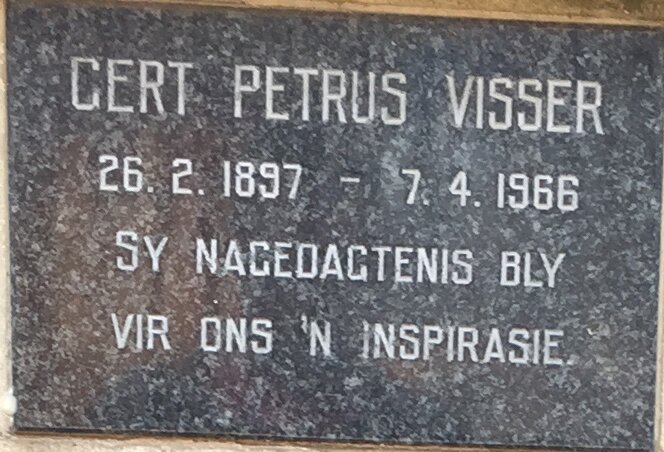 GERT PETRUS VISSER
26. 2. 1897 - 7. 4. 1966
SY NAGEDAGTENIS BLY
VIR ONS 'N INSPIRASIE.